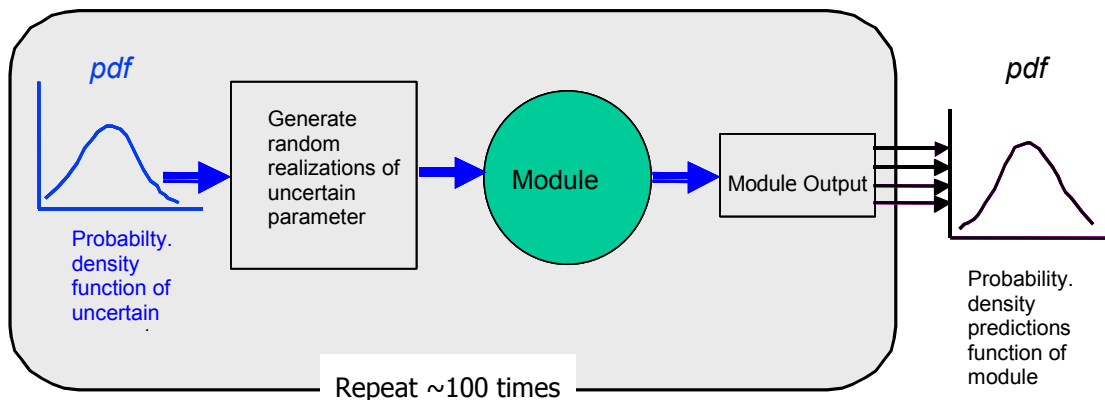 pdf
Probabilty.
density
function of
uncertain
Generate
random
realizations of
uncertain
parameter
Module
Module Output
pdf
Probability.
density
predictions
function of
module
Repeat ~100 times